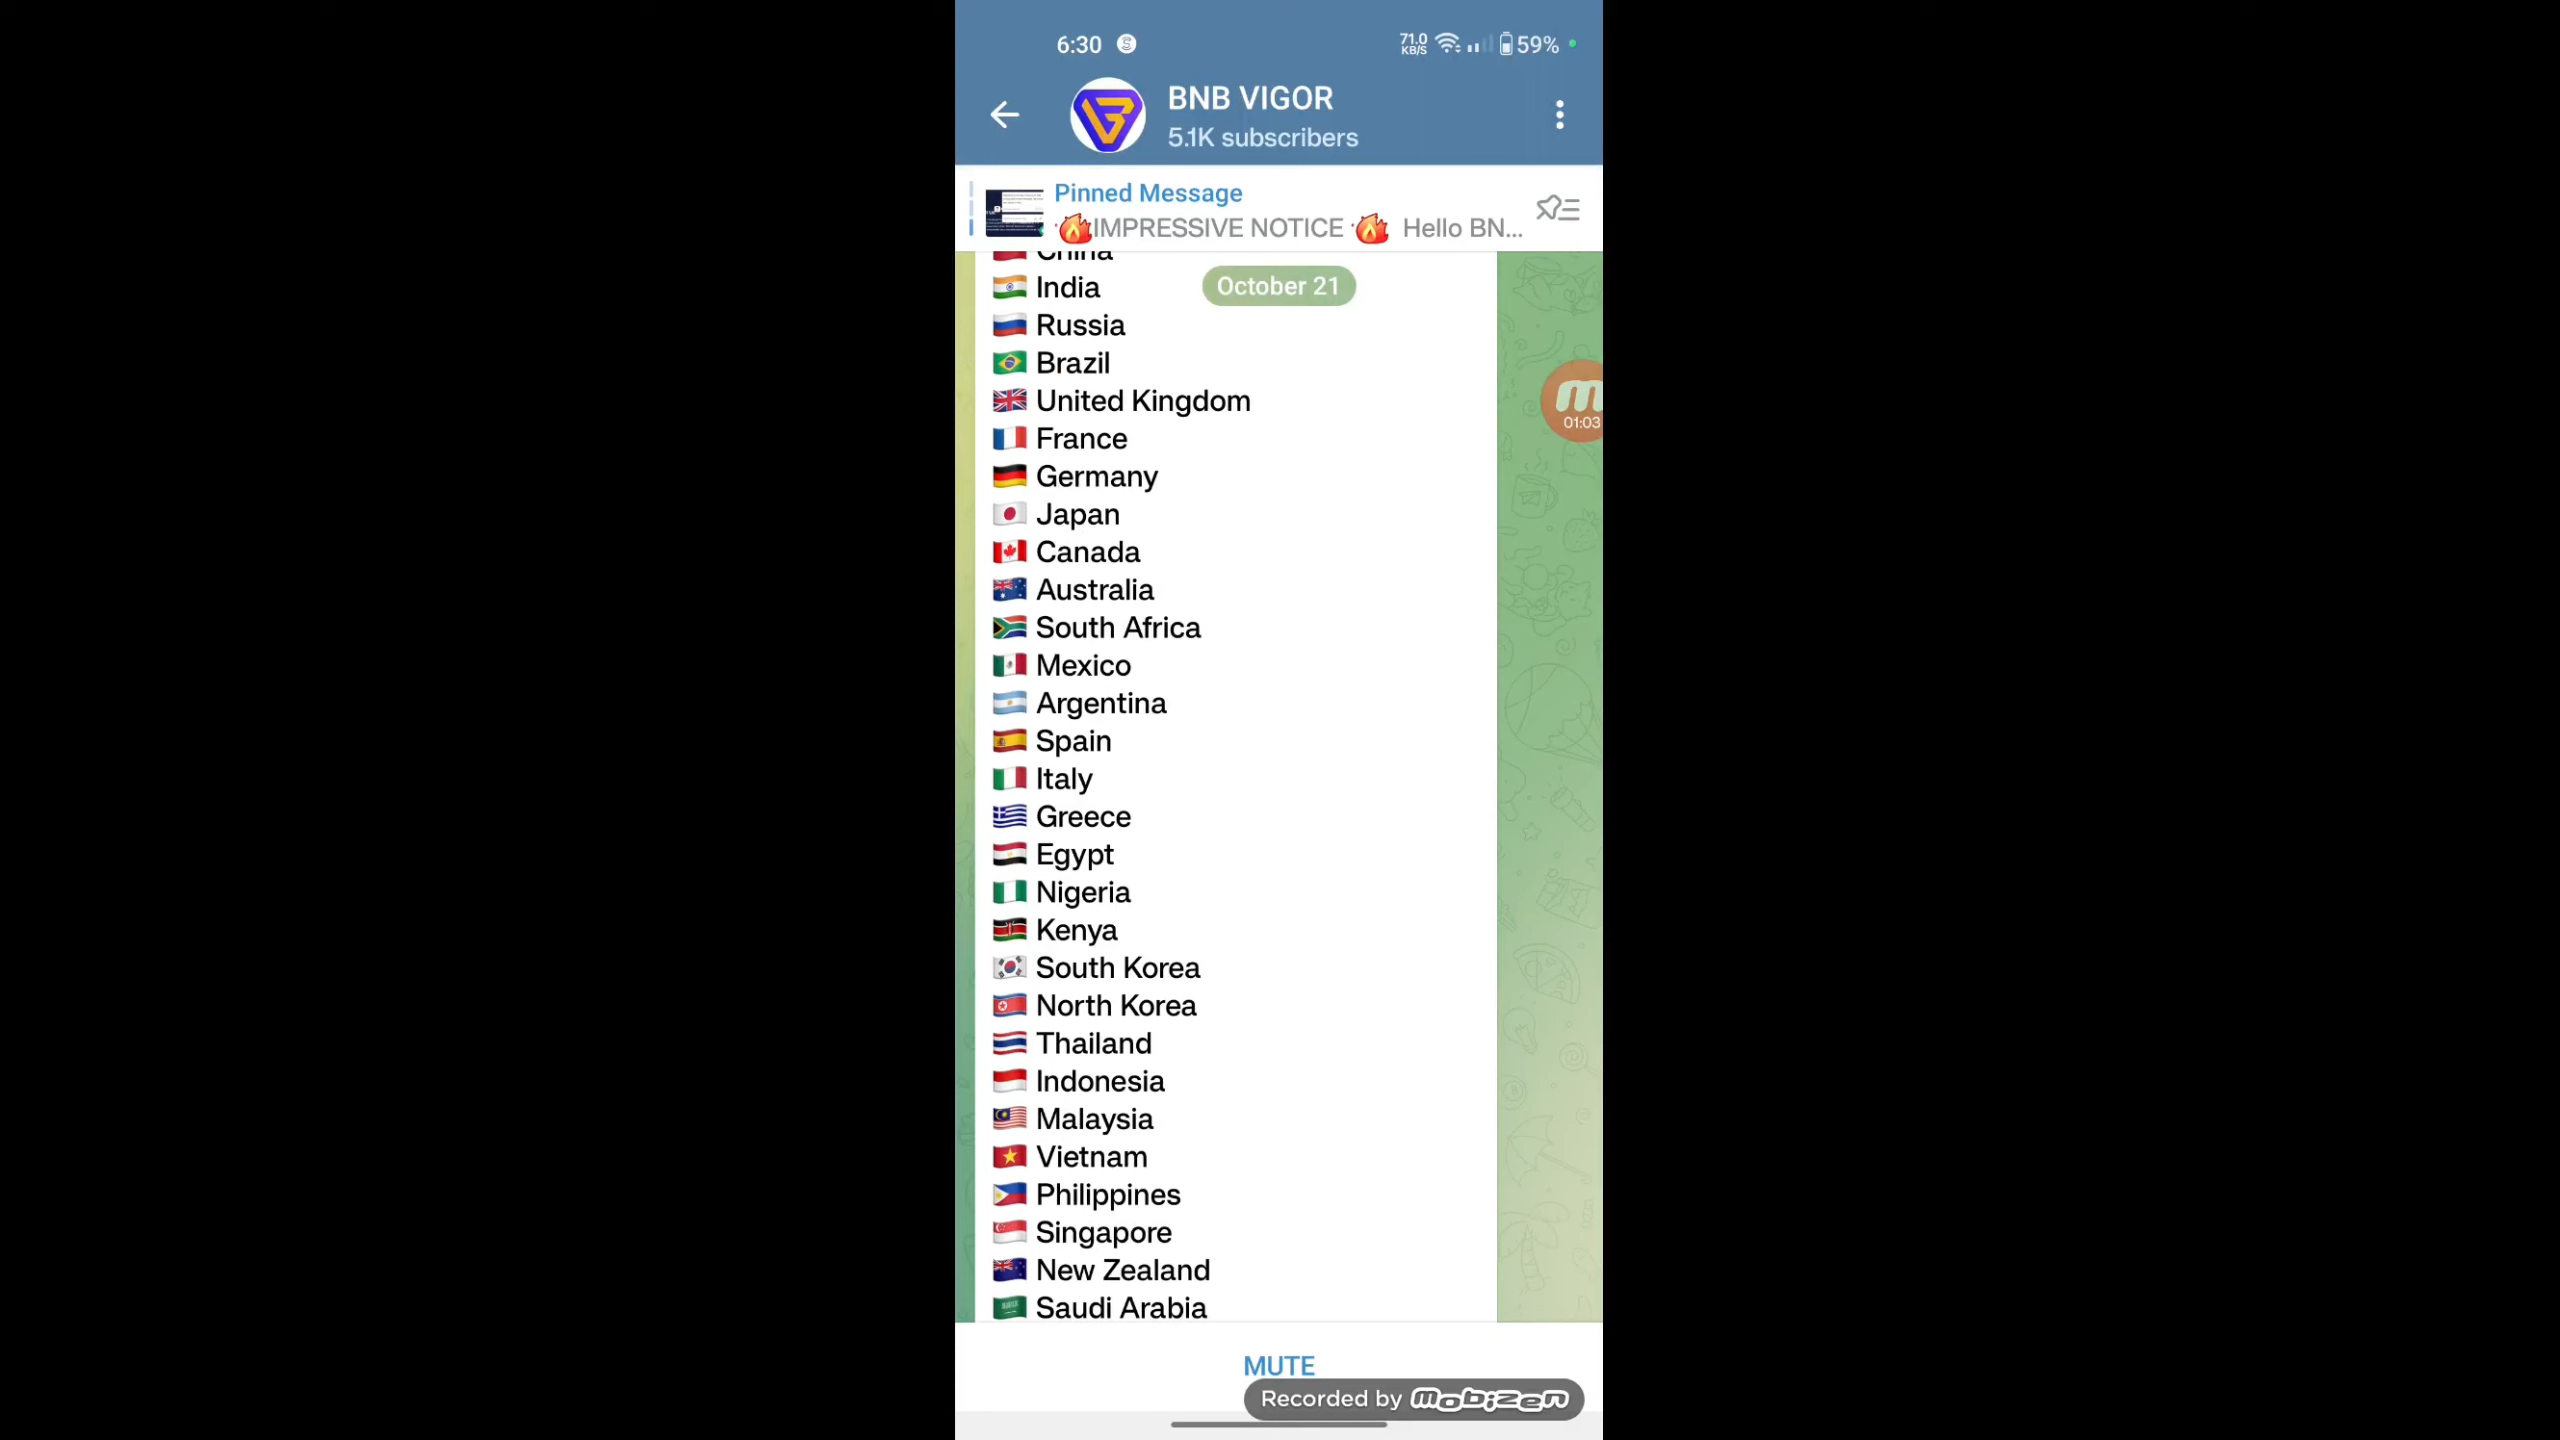 6:30
71.0
KB/S
59%
BNB VIGOR
5.1K subscribers
Pinned Message
IMPRESSIVE NOTICE Hello BN...
China
October 21
India
Russia
Brazil
United Kingdom
France
Germany
Japan
Canada
Australia
South Africa
Mexico
Argentina
Spain
Italy
Greece
Egypt
Nigeria
Kenya
South Korea
North Korea
Thailand
Indonesia
Malaysia
Vietnam
Philippines
Singapore
New Zealand
Saudi Arabia
01:03
MUTE
Recorded by mobizen